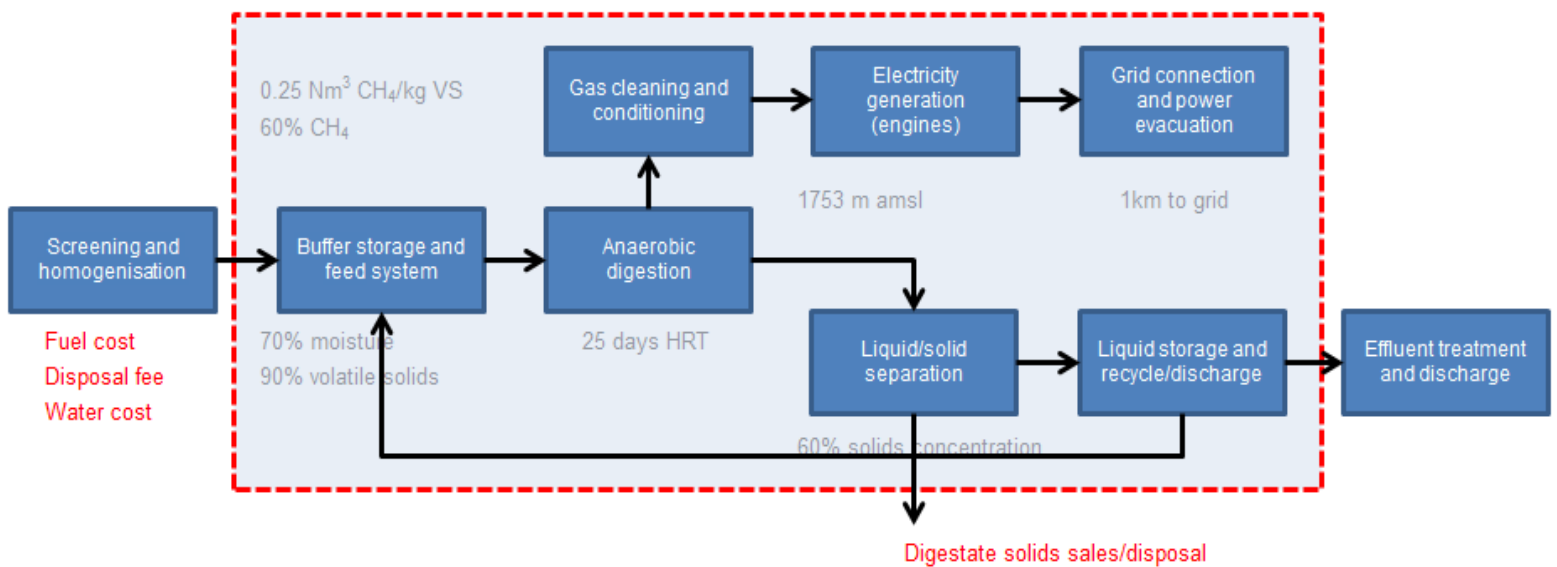 0.25 Nm³ CH₄/kg VS
60% CH₄
Gas cleaning and
conditioning
Electricity
generation
(engines)
Grid connection
and power
evacuation
1753 m amsl
1km to grid
Screening and
homogenisation
Buffer storage and
feed system
Anaerobic
digestion
Fuel cost
Disposal fee
Water cost
70% moisture
90% volatile solids
25 days HRT
Liquid/solid
separation
Liquid storage and
recycle/discharge
Effluent treatment
and discharge
60% solids concentration
Digestate solids sales/disposal